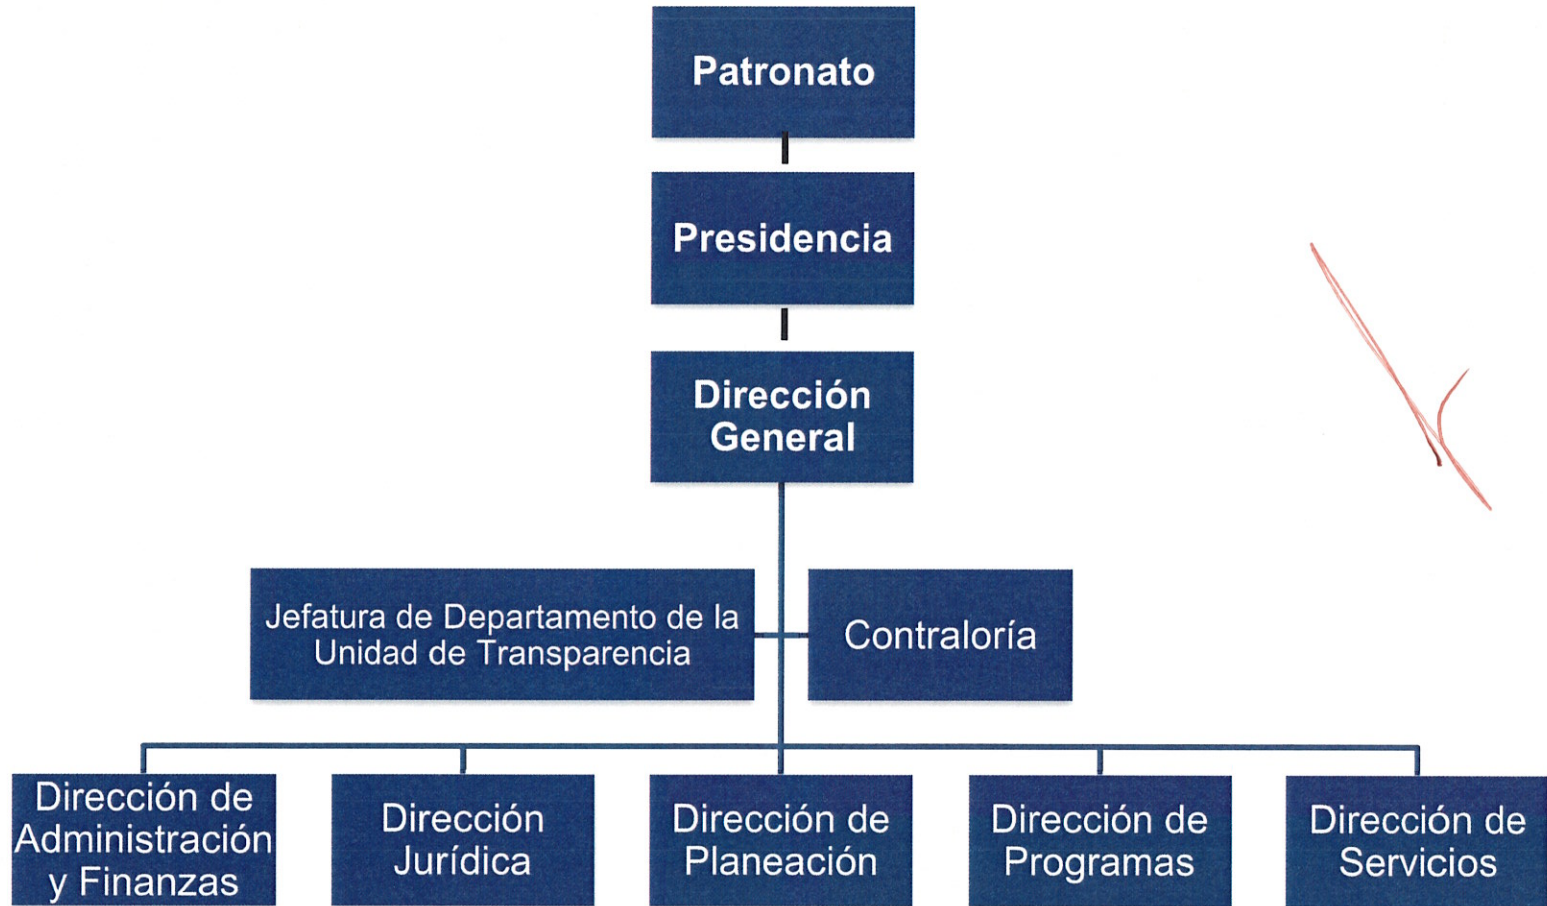 Patronato
Presidencia
Dirección
General
Jefatura de Departamento de la
Unidad de Transparencia
Contraloría
Dirección de
Administración
y Finanzas
Dirección
Jurídica
Dirección de
Planeación
Dirección de
Programas
Dirección de
Servicios